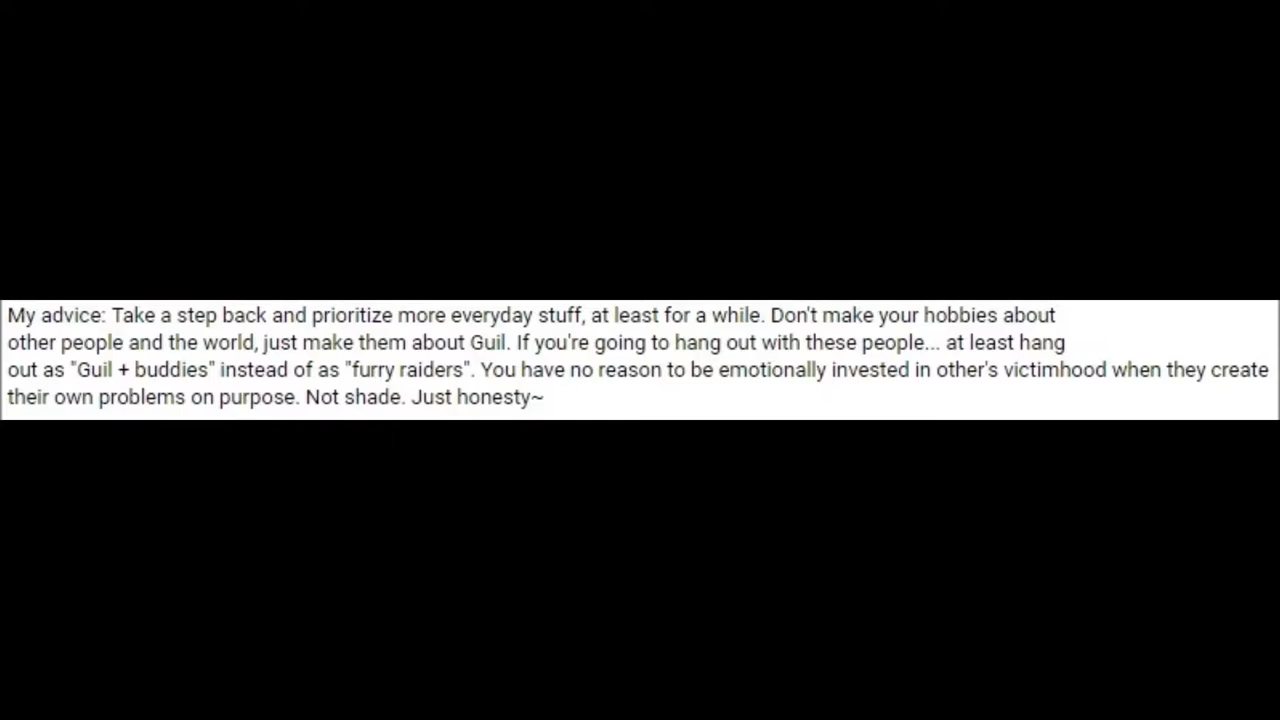 My advice: Take a step back and prioritize more everyday stuff, at least for a while. Don't make your hobbies about
other people and the world, just make them about Guil. If you're going to hang out with these people... at least hang
out as "Guil + buddies" instead of as "furry raiders". You have no reason to be emotionally invested in other's victimhood when they create
their own problems on purpose. Not shade. Just honesty~